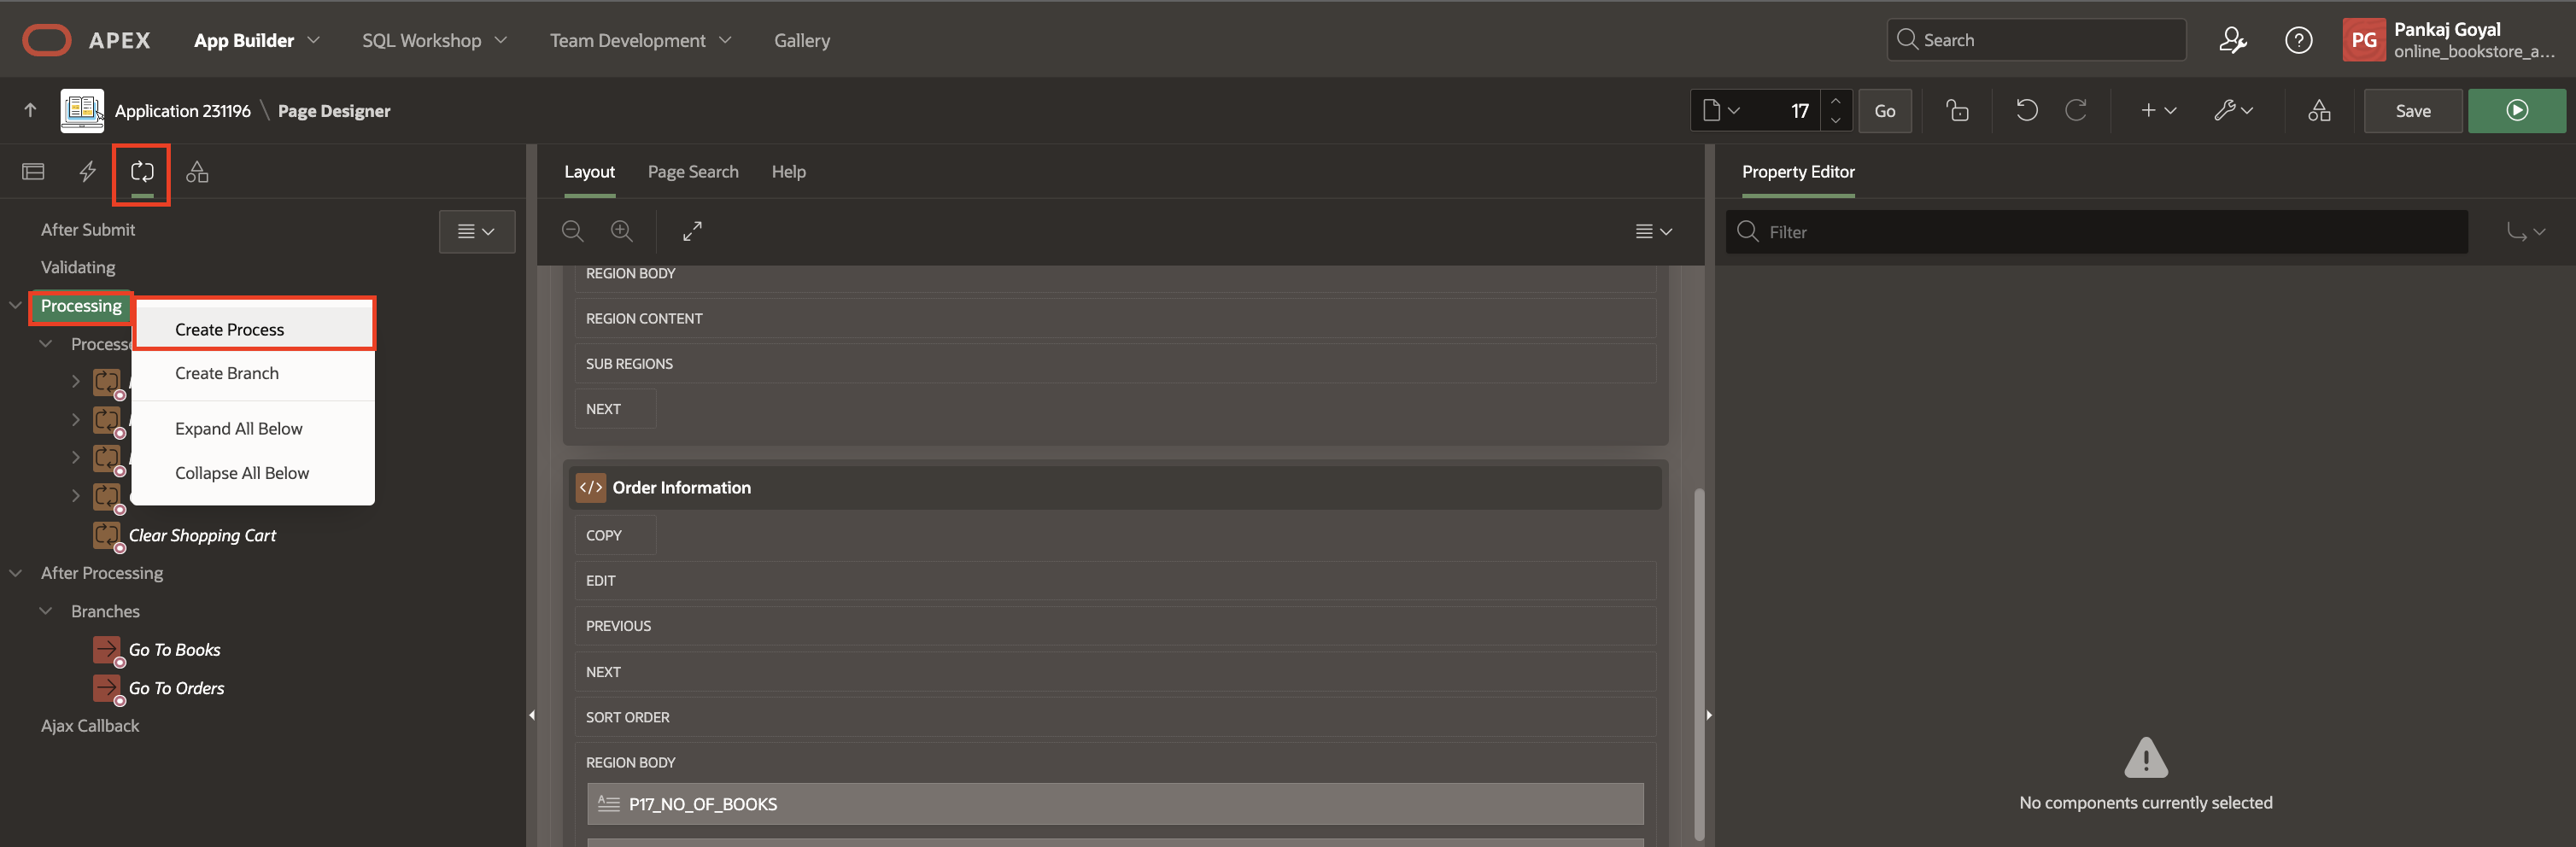 APEX App Builder SQL Workshop Team Development Gallery Search PG Pankaj Goyal
online_bookstore_a...
Application 231196 \ Page Designer 17 Go Save
Layout Page Search Help Property Editor
After Submit
Filter
Validating
Processing
Create Process
Create Branch
Expand All Below
Collapse All Below
Clear Shopping Cart
After Processing
Branches
Go To Books
Go To Orders
Ajax Callback
REGION BODY
REGION CONTENT
SUB REGIONS
NEXT
Order Information
COPY
EDIT
PREVIOUS
NEXT
SORT ORDER
REGION BODY
P17_NO_OF_BOOKS
No components currently selected